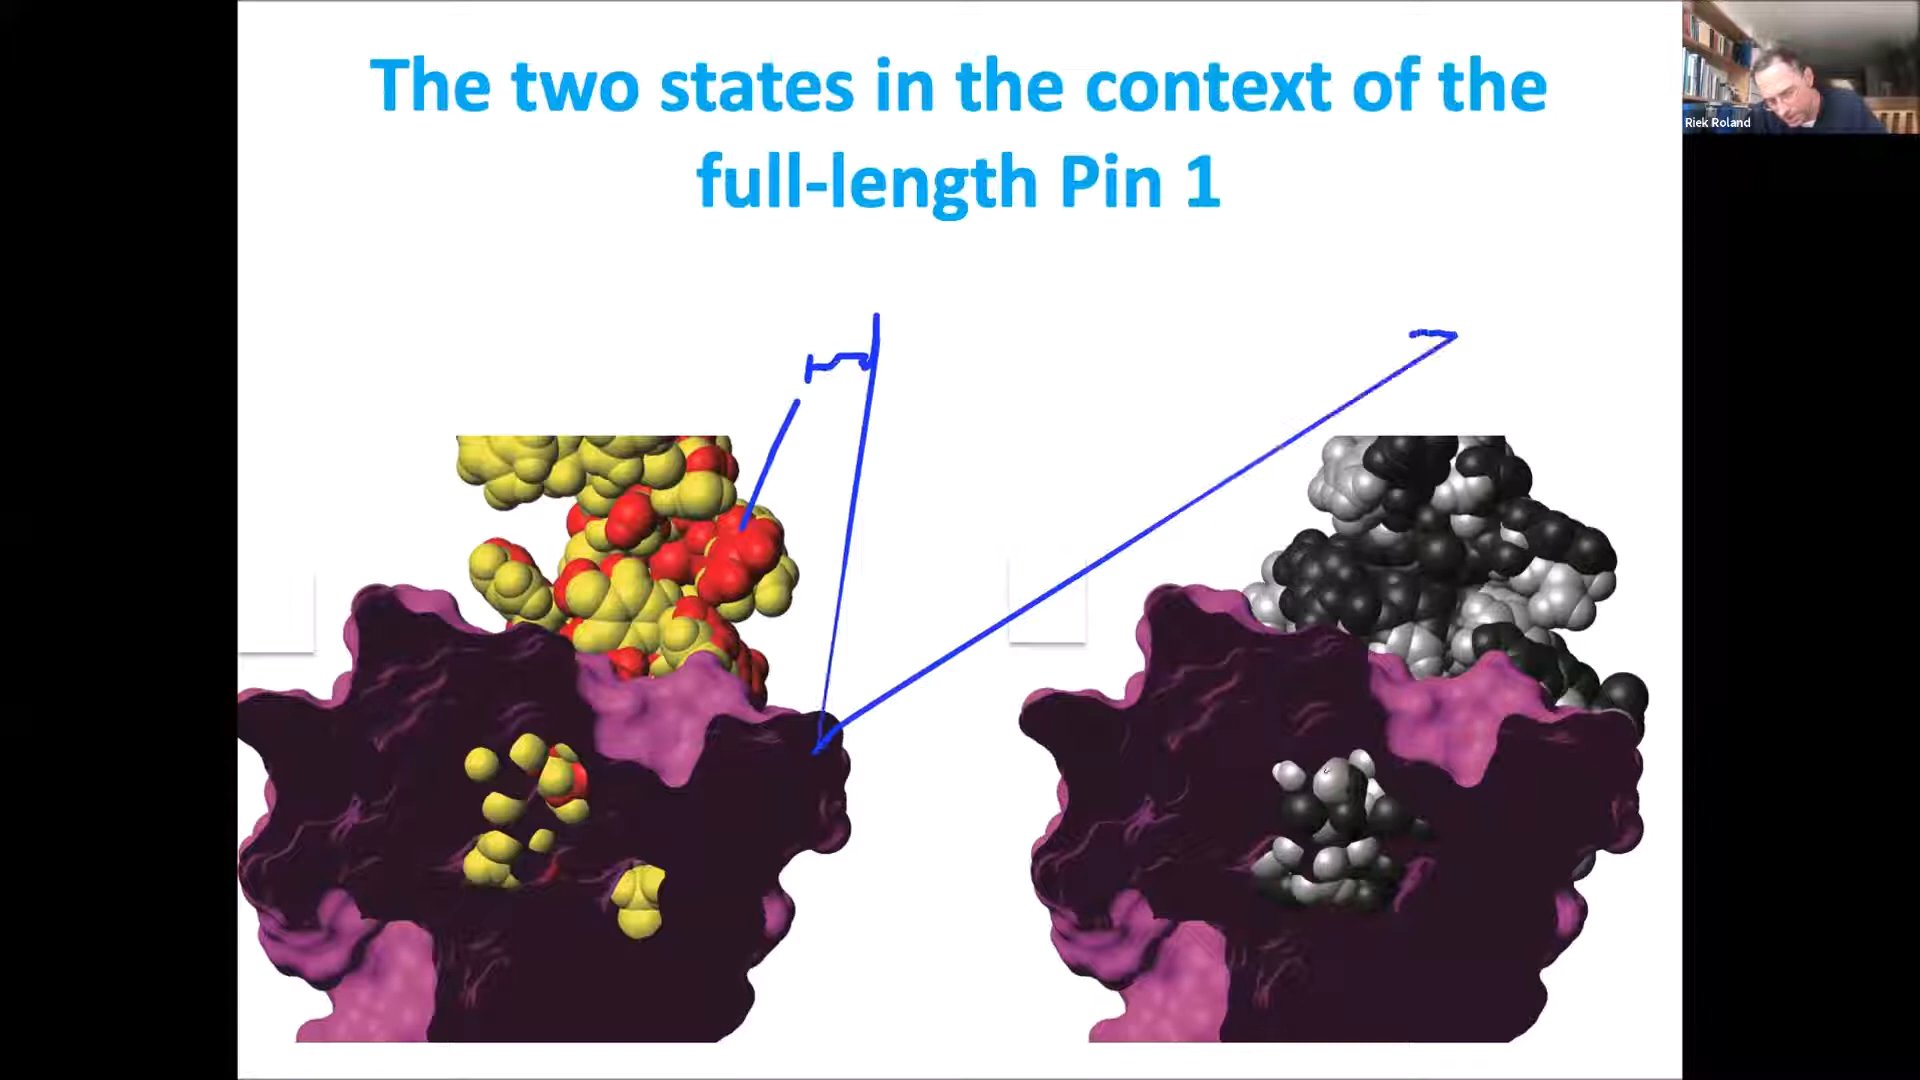 The two states in the context of the
full-length Pin 1
Riek Roland